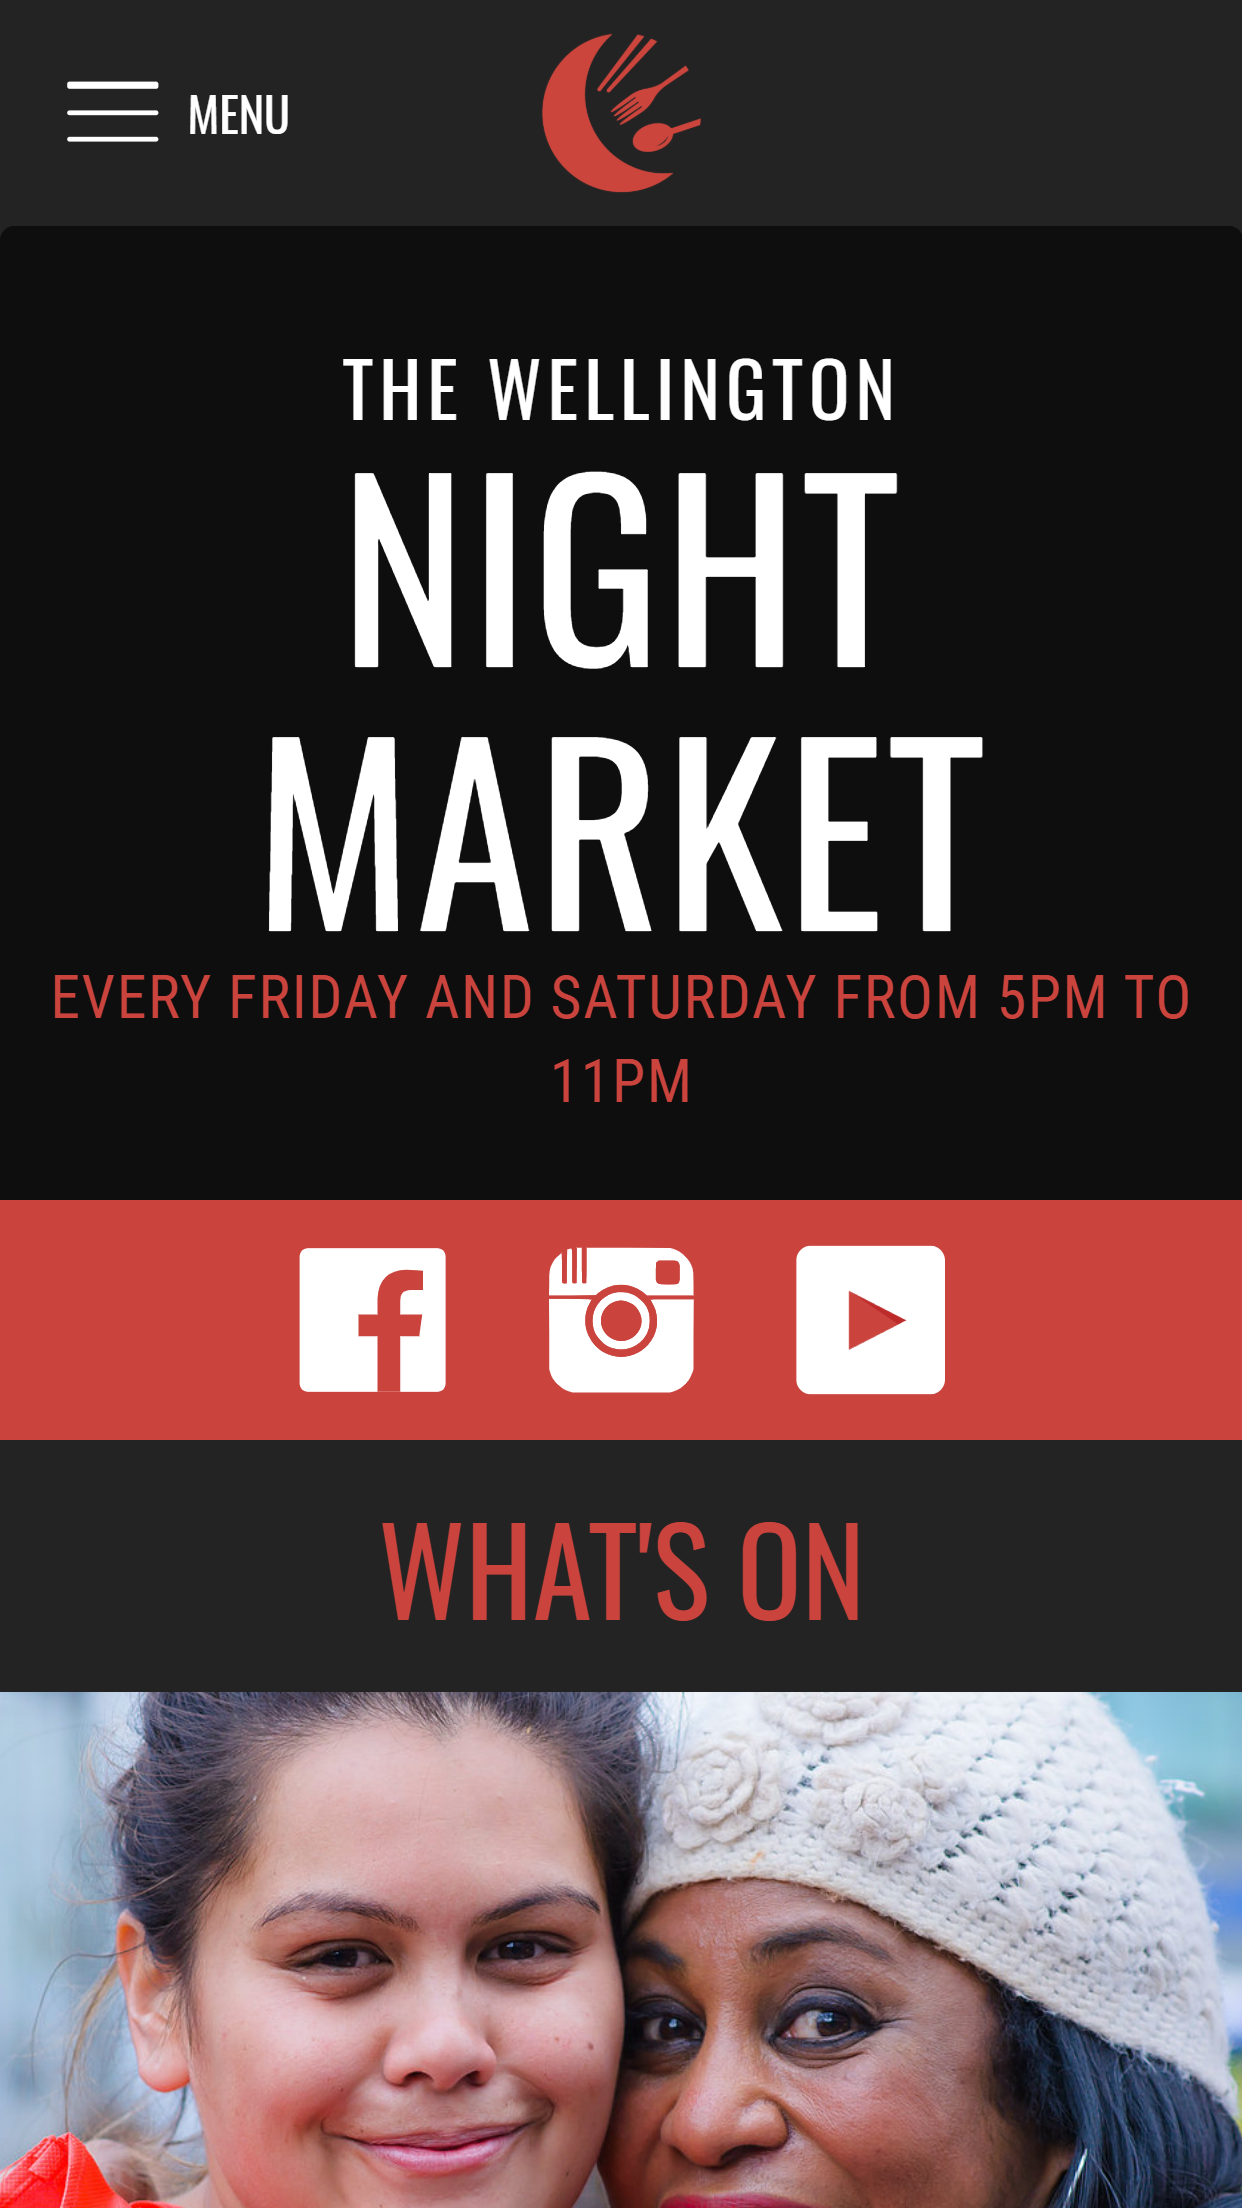 MENU
THE WELLINGTON
NIGHT
MARKET
EVERY FRIDAY AND SATURDAY FROM 5PM TO
11PM
WHAT'S ON